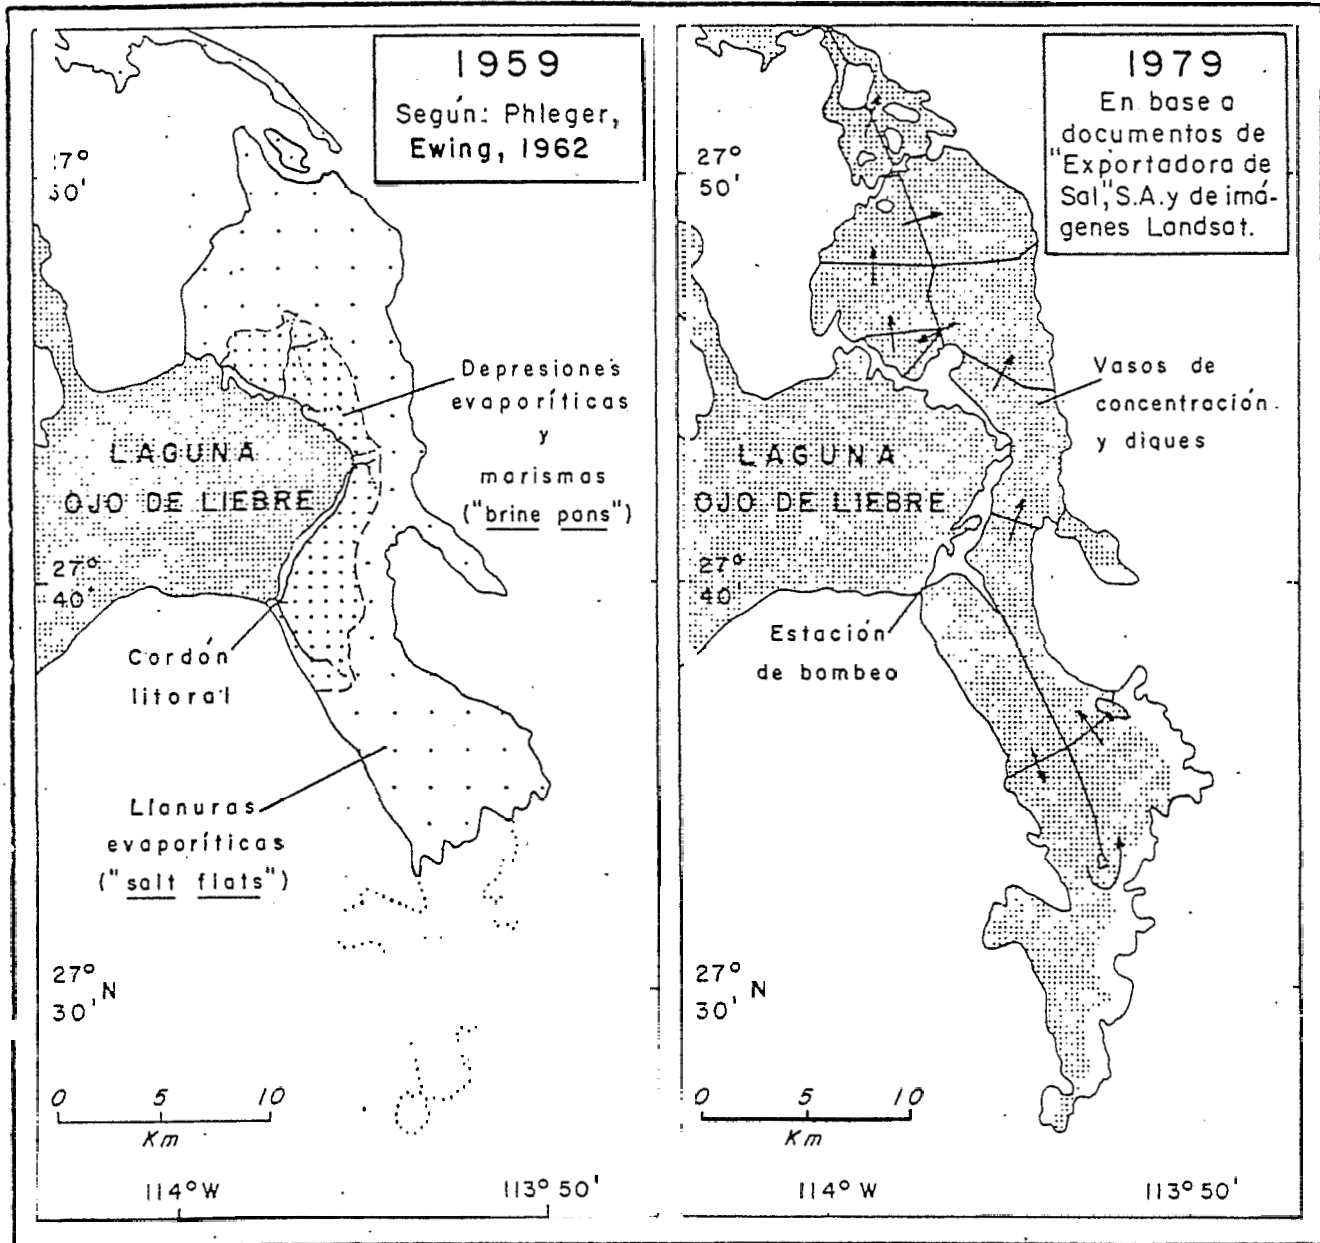 1959
Según: Phleger,
Ewing, 1962
27°
50'
Depresiones
evaporíticas
y
marismas
("brine pans")
LAGUNA
OJO DE LIEBRE
27°
40'
Cordón
litoral
Llanuras
evaporíticas
("salt flats")
27°
30' N
0 5 10
Km
114° W
113° 50'
1979
En base a
documentos de
"Exportadora de
Sal", S.A. y de imá-
genes Landsat.
27°
50'
Vasos de
concentración
y diques
LAGUNA
OJO DE LIEBRE
27°
40'
Estación
de bombeo
27°
30' N
0 5 10
Km
114° W
113° 50'